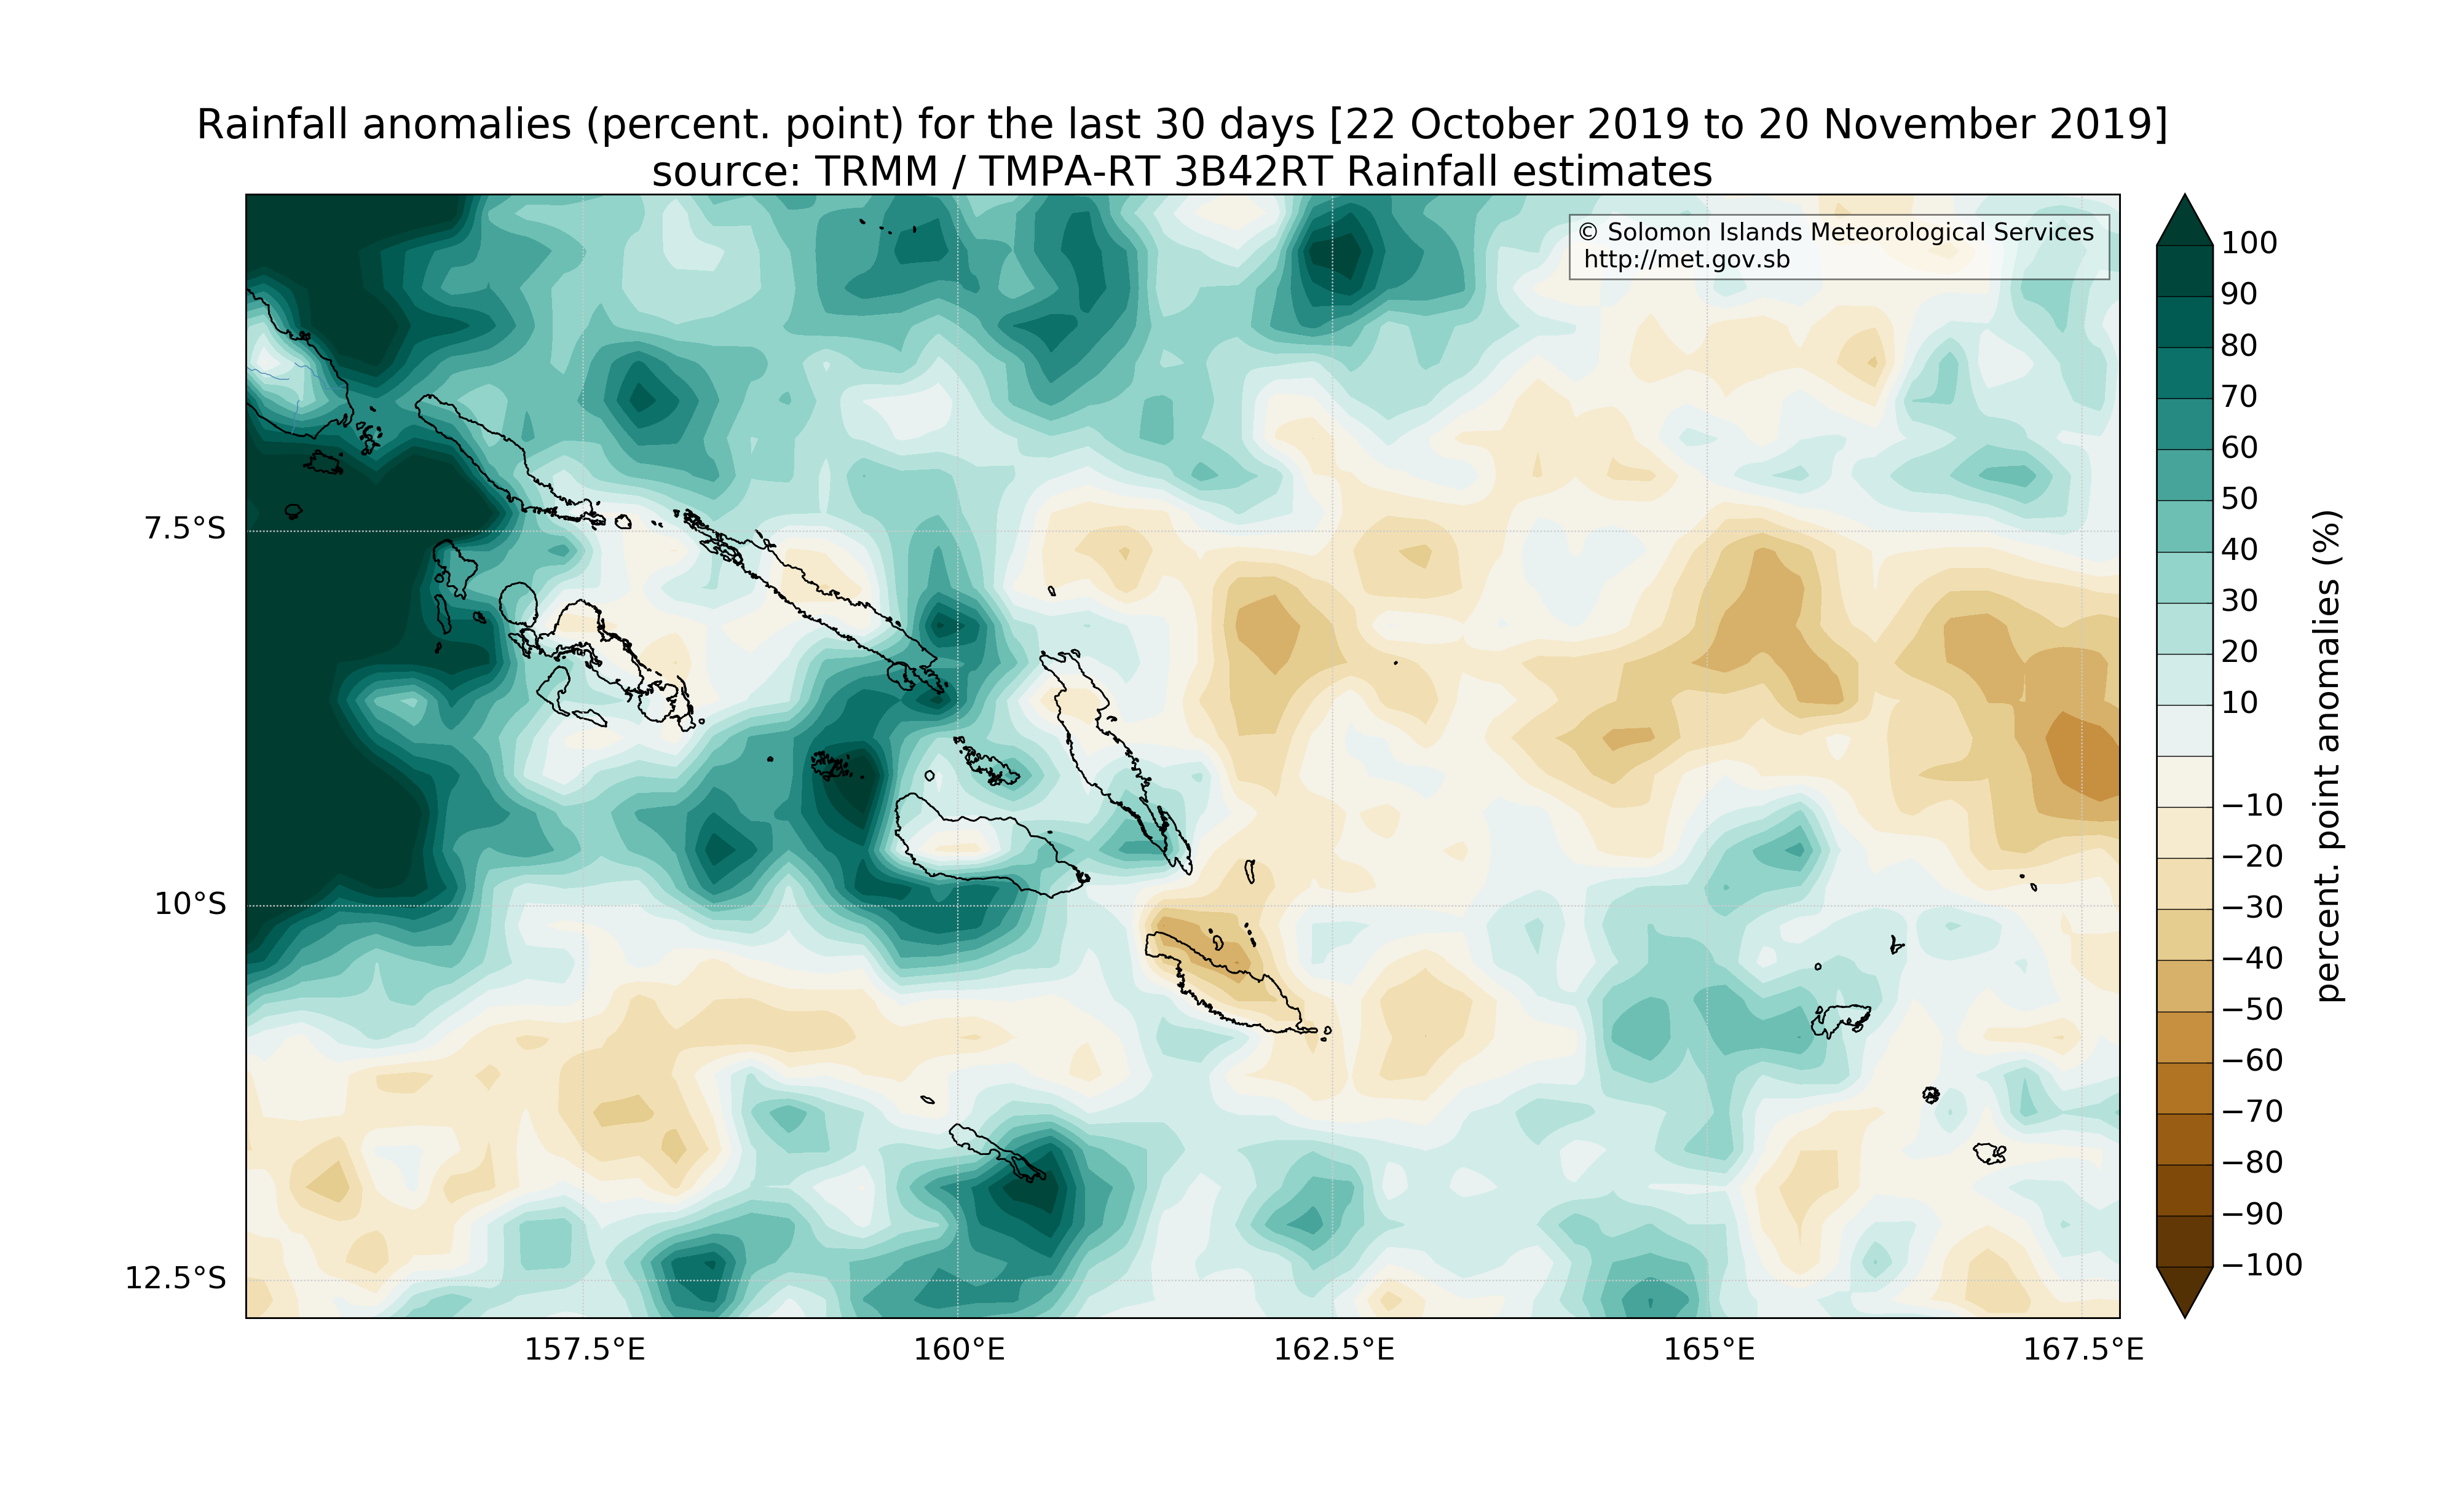 Rainfall anomalies (percent. point) for the last 30 days [22 October 2019 to 20 November 2019]
source: TRMM / TMPA-RT 3B42RT Rainfall estimates
© Solomon Islands Meteorological Services
http://met.gov.sb
7.5°S
10°S
12.5°S
157.5°E
160°E
162.5°E
165°E
167.5°E
100
90
80
70
60
50
40
30
20
10
−10
−20
−30
−40
−50
−60
−70
−80
−90
−100
percent. point anomalies (%)